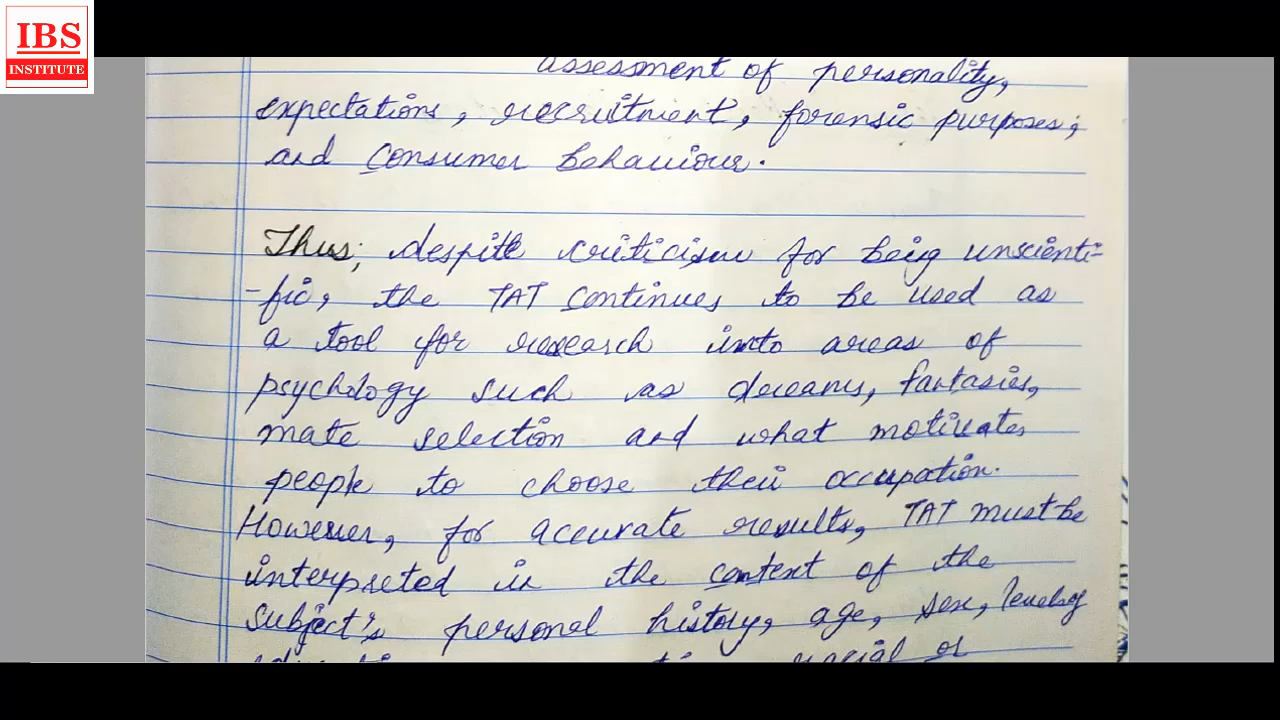 IBS
INSTITUTE
assessment of personality,
expectations, recruitment, forensic purposes,
and consumer behaviour.
Thus, despite criticism for being unscienti-
-fic, the TAT continues to be used as
a tool for research into areas of
psychology such as dreams, fantasies,
mate selection and what motivates
people to choose their occupation.
However, for accurate results, TAT must be
interpreted in the context of the
subject's personal history, age, sex, level of
racial or